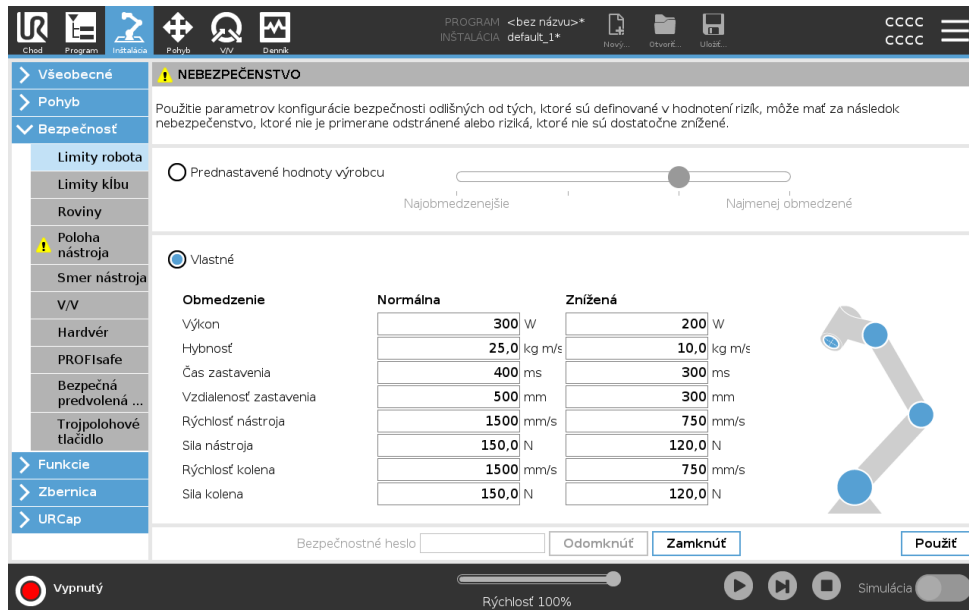 Chod
Program
Inštalácia
Pohyb
V/V
Denník
PROGRAM <bez názvu>*
INŠTALÁCIA default_1*
Nový...
Otvoriť...
Uložiť...
CCCC
CCCC
Všeobecné
Pohyb
Bezpečnosť
Limity robota
Limity kĺbu
Roviny
Poloha
nástroja
Smer nástroja
V/V
Hardvér
PROFIsafe
Bezpečná
predvolená ...
Trojpolohové
tlačidlo
Funkcie
Zbernica
URCap
NEBEZPEČENSTVO
Použitie parametrov konfigurácie bezpečnosti odlišných od tých, ktoré sú definované v hodnotení rizík, môže mať za následok
nebezpečenstvo, ktoré nie je primerane odstránené alebo riziká, ktoré nie sú dostatočne znížené.
Prednastavené hodnoty výrobcu
Najobmedzenejšie Najmenej obmedzené
Vlastné
Obmedzenie Normálna Znížená
Výkon 300 W 200 W
Hybnosť 25,0 kg m/s 10,0 kg m/s
Čas zastavenia 400 ms 300 ms
Vzdialenosť zastavenia 500 mm 300 mm
Rýchlosť nástroja 1500 mm/s 750 mm/s
Sila nástroja 150,0 N 120,0 N
Rýchlosť kolena 1500 mm/s 750 mm/s
Sila kolena 150,0 N 120,0 N
Bezpečnostné heslo Odomknúť Zamknúť Použiť
Vypnutý
Rýchlosť 100%
Simulácia